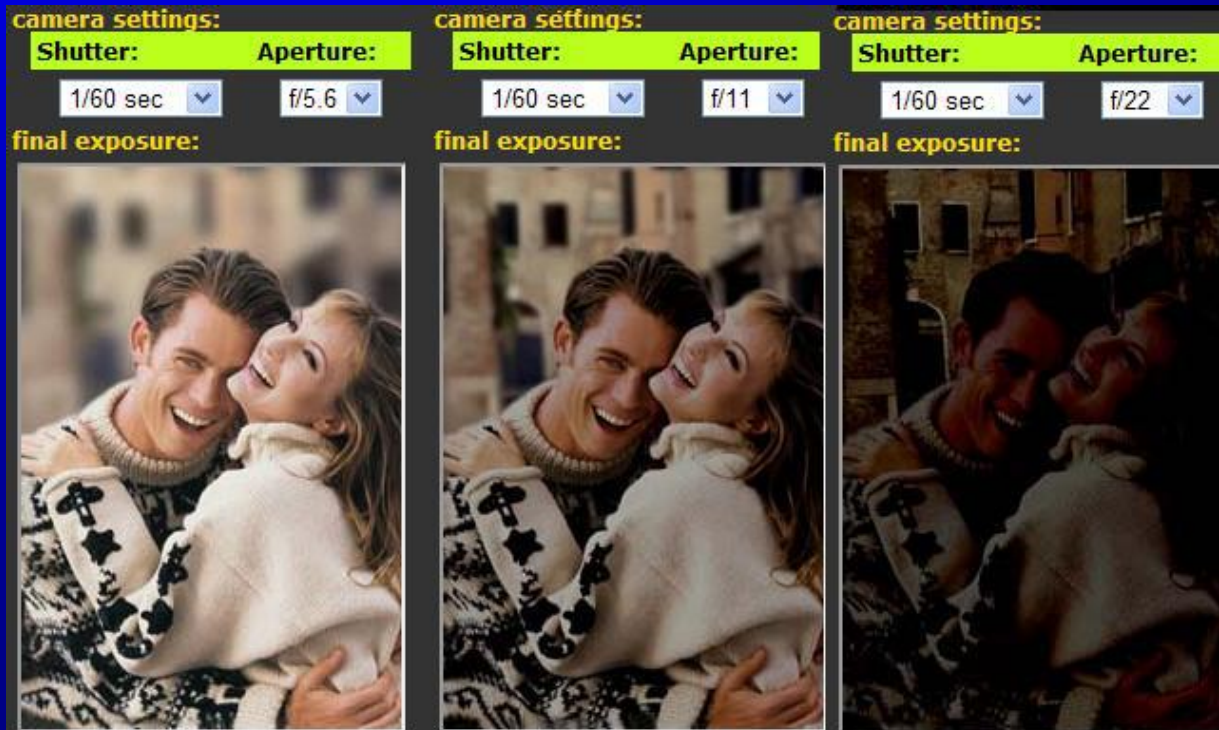 camera settings:
Shutter: Aperture:
1/60 sec f/5.6
final exposure:
camera settings:
Shutter: Aperture:
1/60 sec f/11
final exposure:
camera settings:
Shutter: Aperture:
1/60 sec f/22
final exposure: